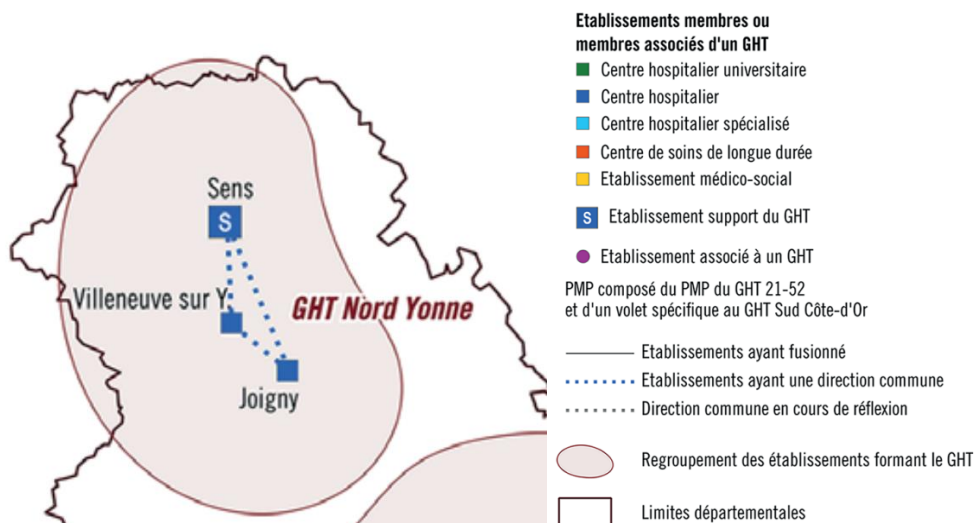 Sens
S
Villeneuve sur Y.
GHT Nord Yonne
Joigny
Etablissements membres ou
membres associés d'un GHT
Centre hospitalier universitaire
Centre hospitalier
Centre hospitalier spécialisé
Centre de soins de longue durée
Etablissement médico-social
S Etablissement support du GHT
Etablissement associé à un GHT
PMP composé du PMP du GHT 21-52
et d'un volet spécifique au GHT Sud Côte-d'Or
Etablissements ayant fusionné
Etablissements ayant une direction commune
Direction commune en cours de réflexion
Regroupement des établissements formant le GHT
Limites départementales